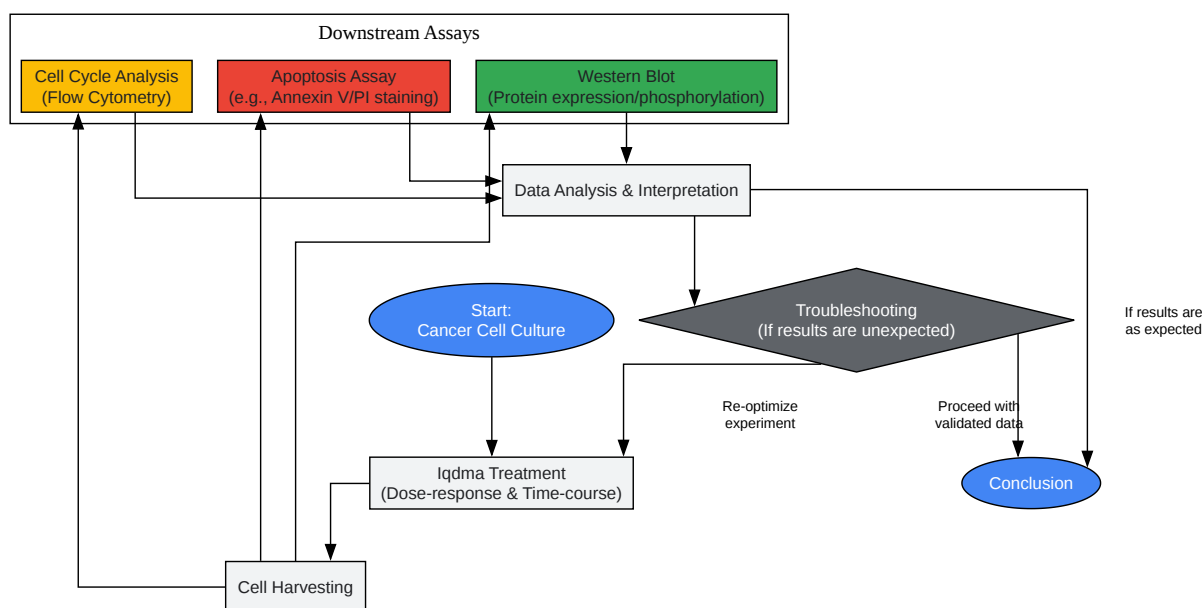 Downstream Assays
Cell Cycle Analysis
(Flow Cytometry)
Apoptosis Assay
(e.g., Annexin V/PI staining)
Western Blot
(Protein expression/phosphorylation)
Data Analysis & Interpretation
Start:
Cancer Cell Culture
Troubleshooting
(If results are unexpected)
If results are
as expected
Re-optimize
experiment
Proceed with
validated data
Iqdma Treatment
(Dose-response & Time-course)
Conclusion
Cell Harvesting